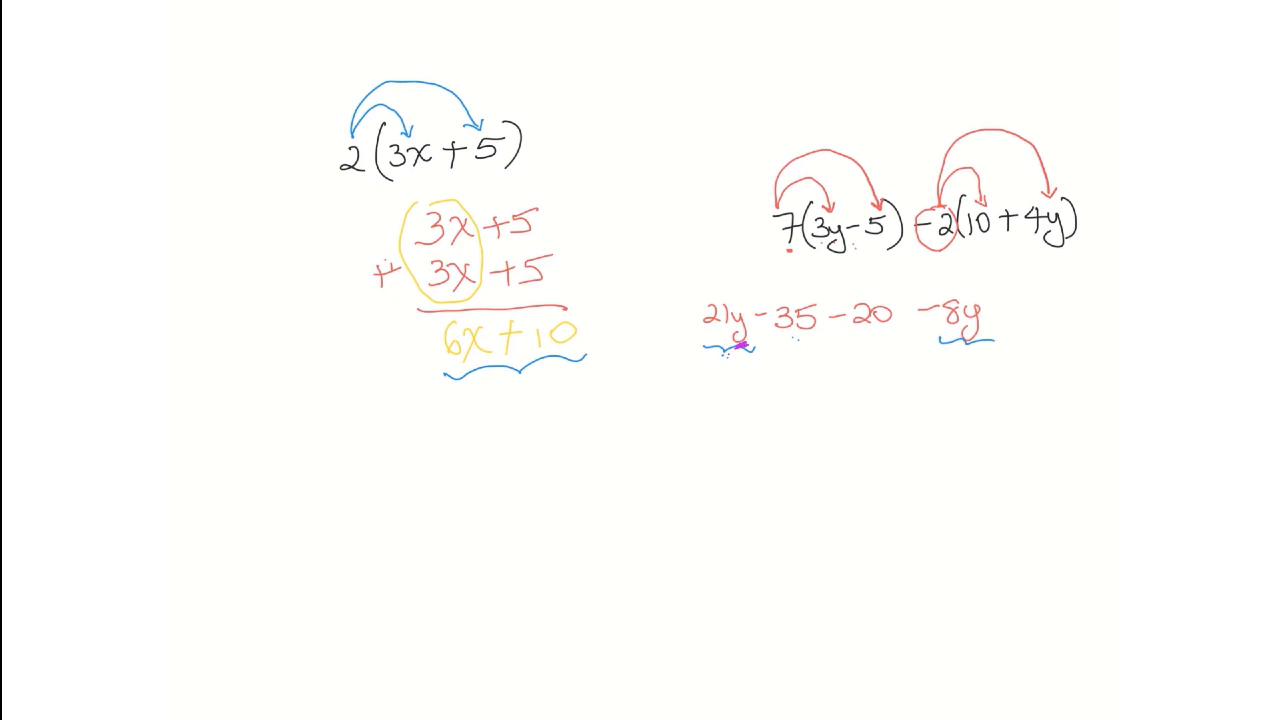 2(3x + 5)
3x + 5
+ 3x + 5
6x + 10
7(3y - 5) - 2(10 + 4y)
21y - 35 - 20 - 8y